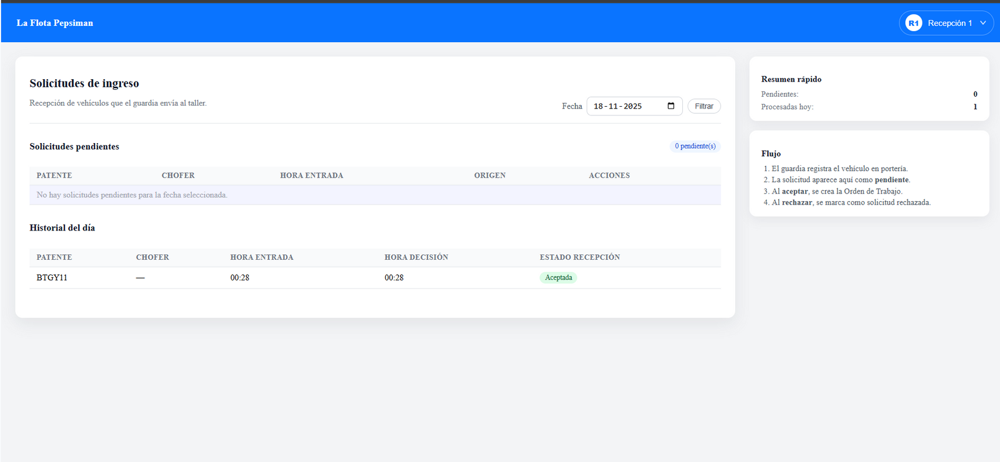 La Flota Pepsiman
R1 Recepción 1
Solicitudes de ingreso
Recepción de vehículos que el guardia envía al taller.
Fecha 18-11-2025 Filtrar
Solicitudes pendientes 0 pendiente(s)
PATENTE CHOFER HORA ENTRADA ORIGEN ACCIONES
No hay solicitudes pendientes para la fecha seleccionada.
Historial del día
PATENTE CHOFER HORA ENTRADA HORA DECISIÓN ESTADO RECEPCIÓN
BTGY11 — 00:28 00:28 Aceptada
Resumen rápido
Pendientes: 0
Procesadas hoy: 1
Flujo
1. El guardia registra el vehículo en portería.
2. La solicitud aparece aquí como pendiente.
3. Al aceptar, se crea la Orden de Trabajo.
4. Al rechazar, se marca como solicitud rechazada.